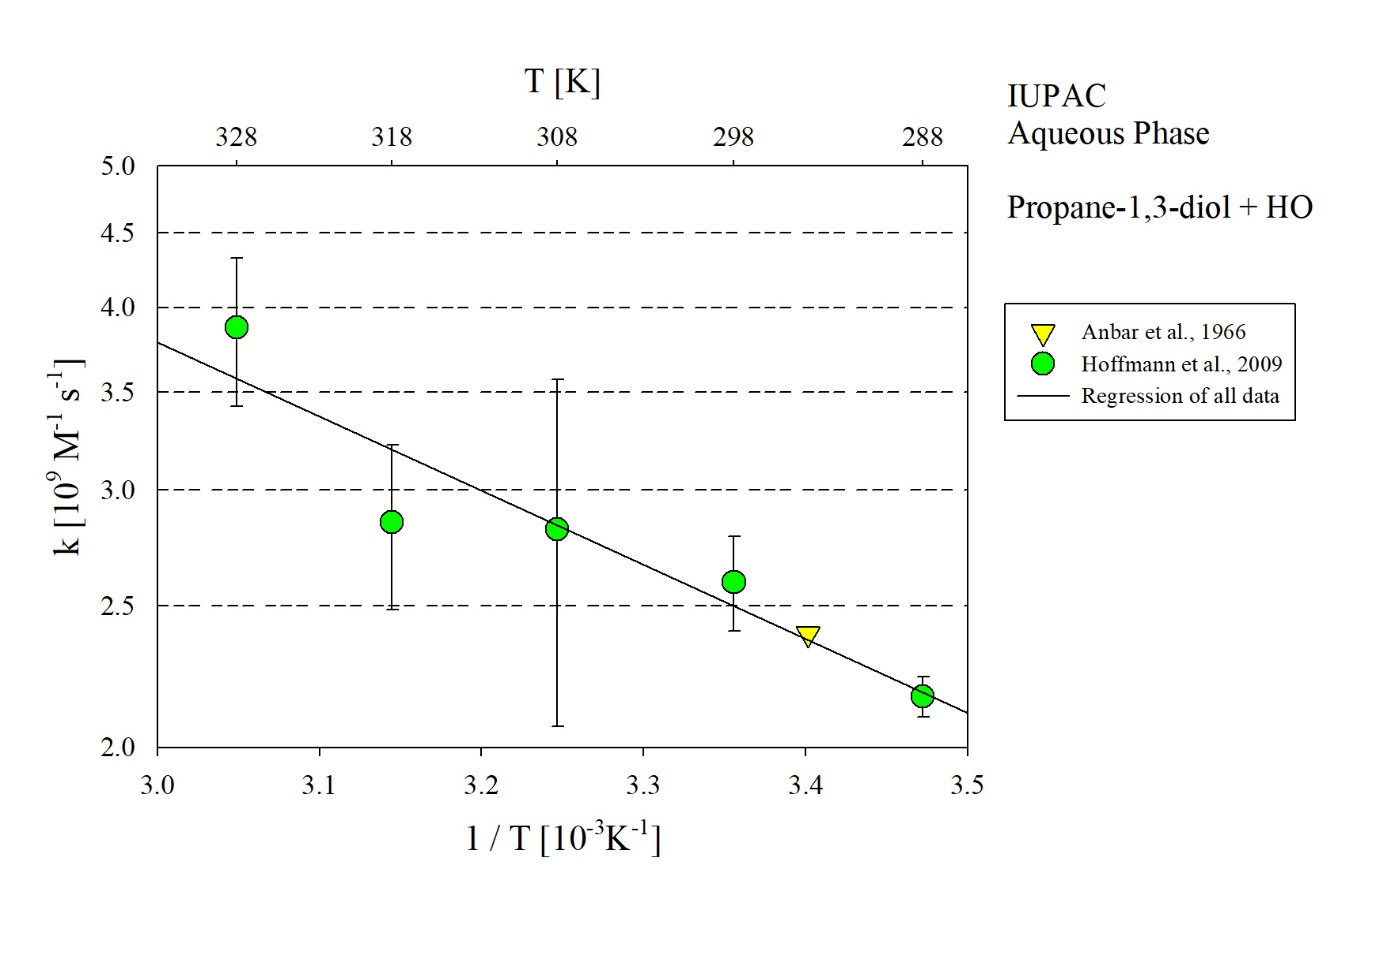 T [K]
328 318 308 298 288
IUPAC
Aqueous Phase
Propane-1,3-diol + HO
5.0
4.5
4.0
3.5
3.0
2.5
2.0
k [10⁹ M⁻¹ s⁻¹]
Anbar et al., 1966
Hoffmann et al., 2009
Regression of all data
3.0 3.1 3.2 3.3 3.4 3.5
1 / T [10⁻³K⁻¹]